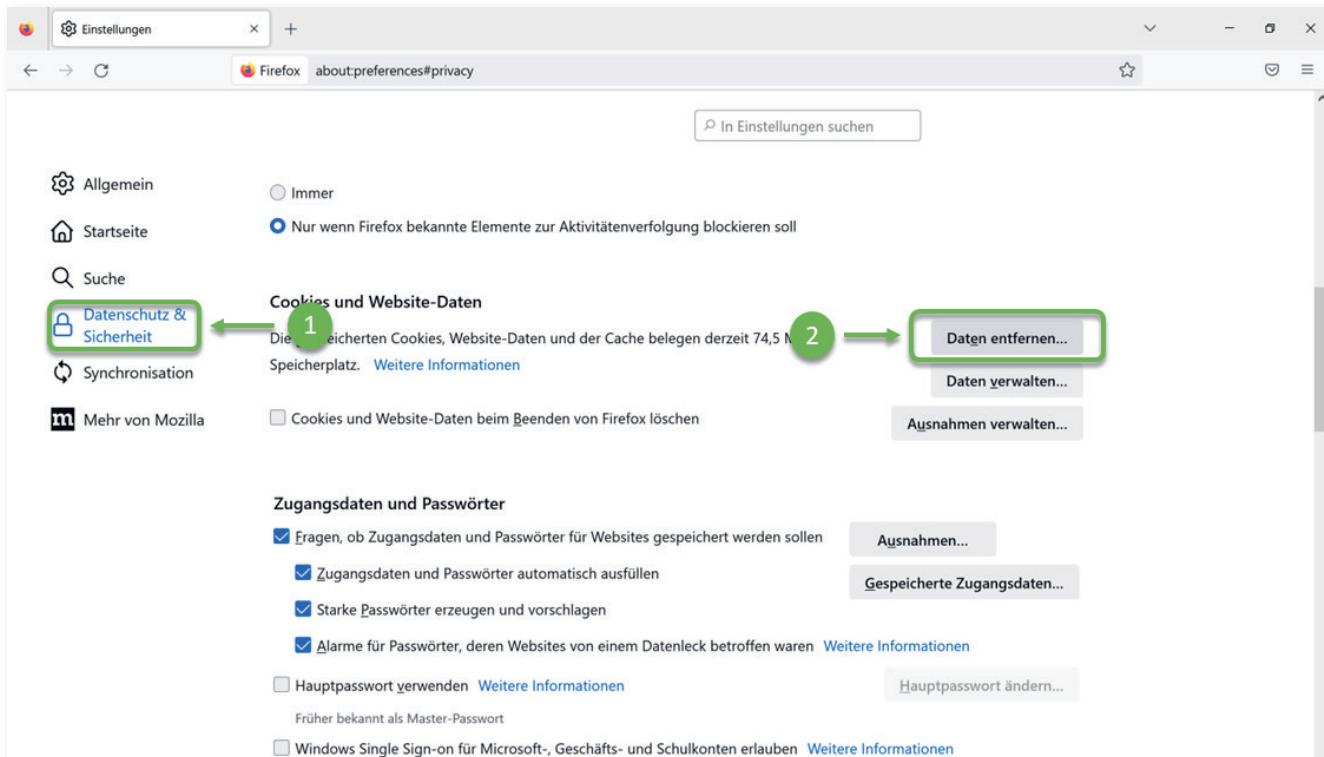 Einstellungen
Firefox about:preferences#privacy
In Einstellungen suchen
Allgemein
Startseite
Suche
Datenschutz &
Sicherheit
Synchronisation
m Mehr von Mozilla
Immer
Nur wenn Firefox bekannte Elemente zur Aktivitätenverfolgung blockieren soll
Cookies und Website-Daten
1
Die eicherten Cookies, Website-Daten und der Cache belegen derzeit 74,5 M
2
Speicherplatz. Weitere Informationen
Daten entfernen...
Daten verwalten...
Cookies und Website-Daten beim Beenden von Firefox löschen
Ausnahmen verwalten...
Zugangsdaten und Passwörter
Fragen, ob Zugangsdaten und Passwörter für Websites gespeichert werden sollen
Ausnahmen...
Zugangsdaten und Passwörter automatisch ausfüllen
Gespeicherte Zugangsdaten...
Starke Passwörter erzeugen und vorschlagen
Alarme für Passwörter, deren Websites von einem Datenleck betroffen waren Weitere Informationen
Hauptpasswort verwenden Weitere Informationen
Hauptpasswort ändern...
Früher bekannt als Master-Passwort
Windows Single Sign-on für Microsoft-, Geschäfts- und Schulkonten erlauben Weitere Informationen